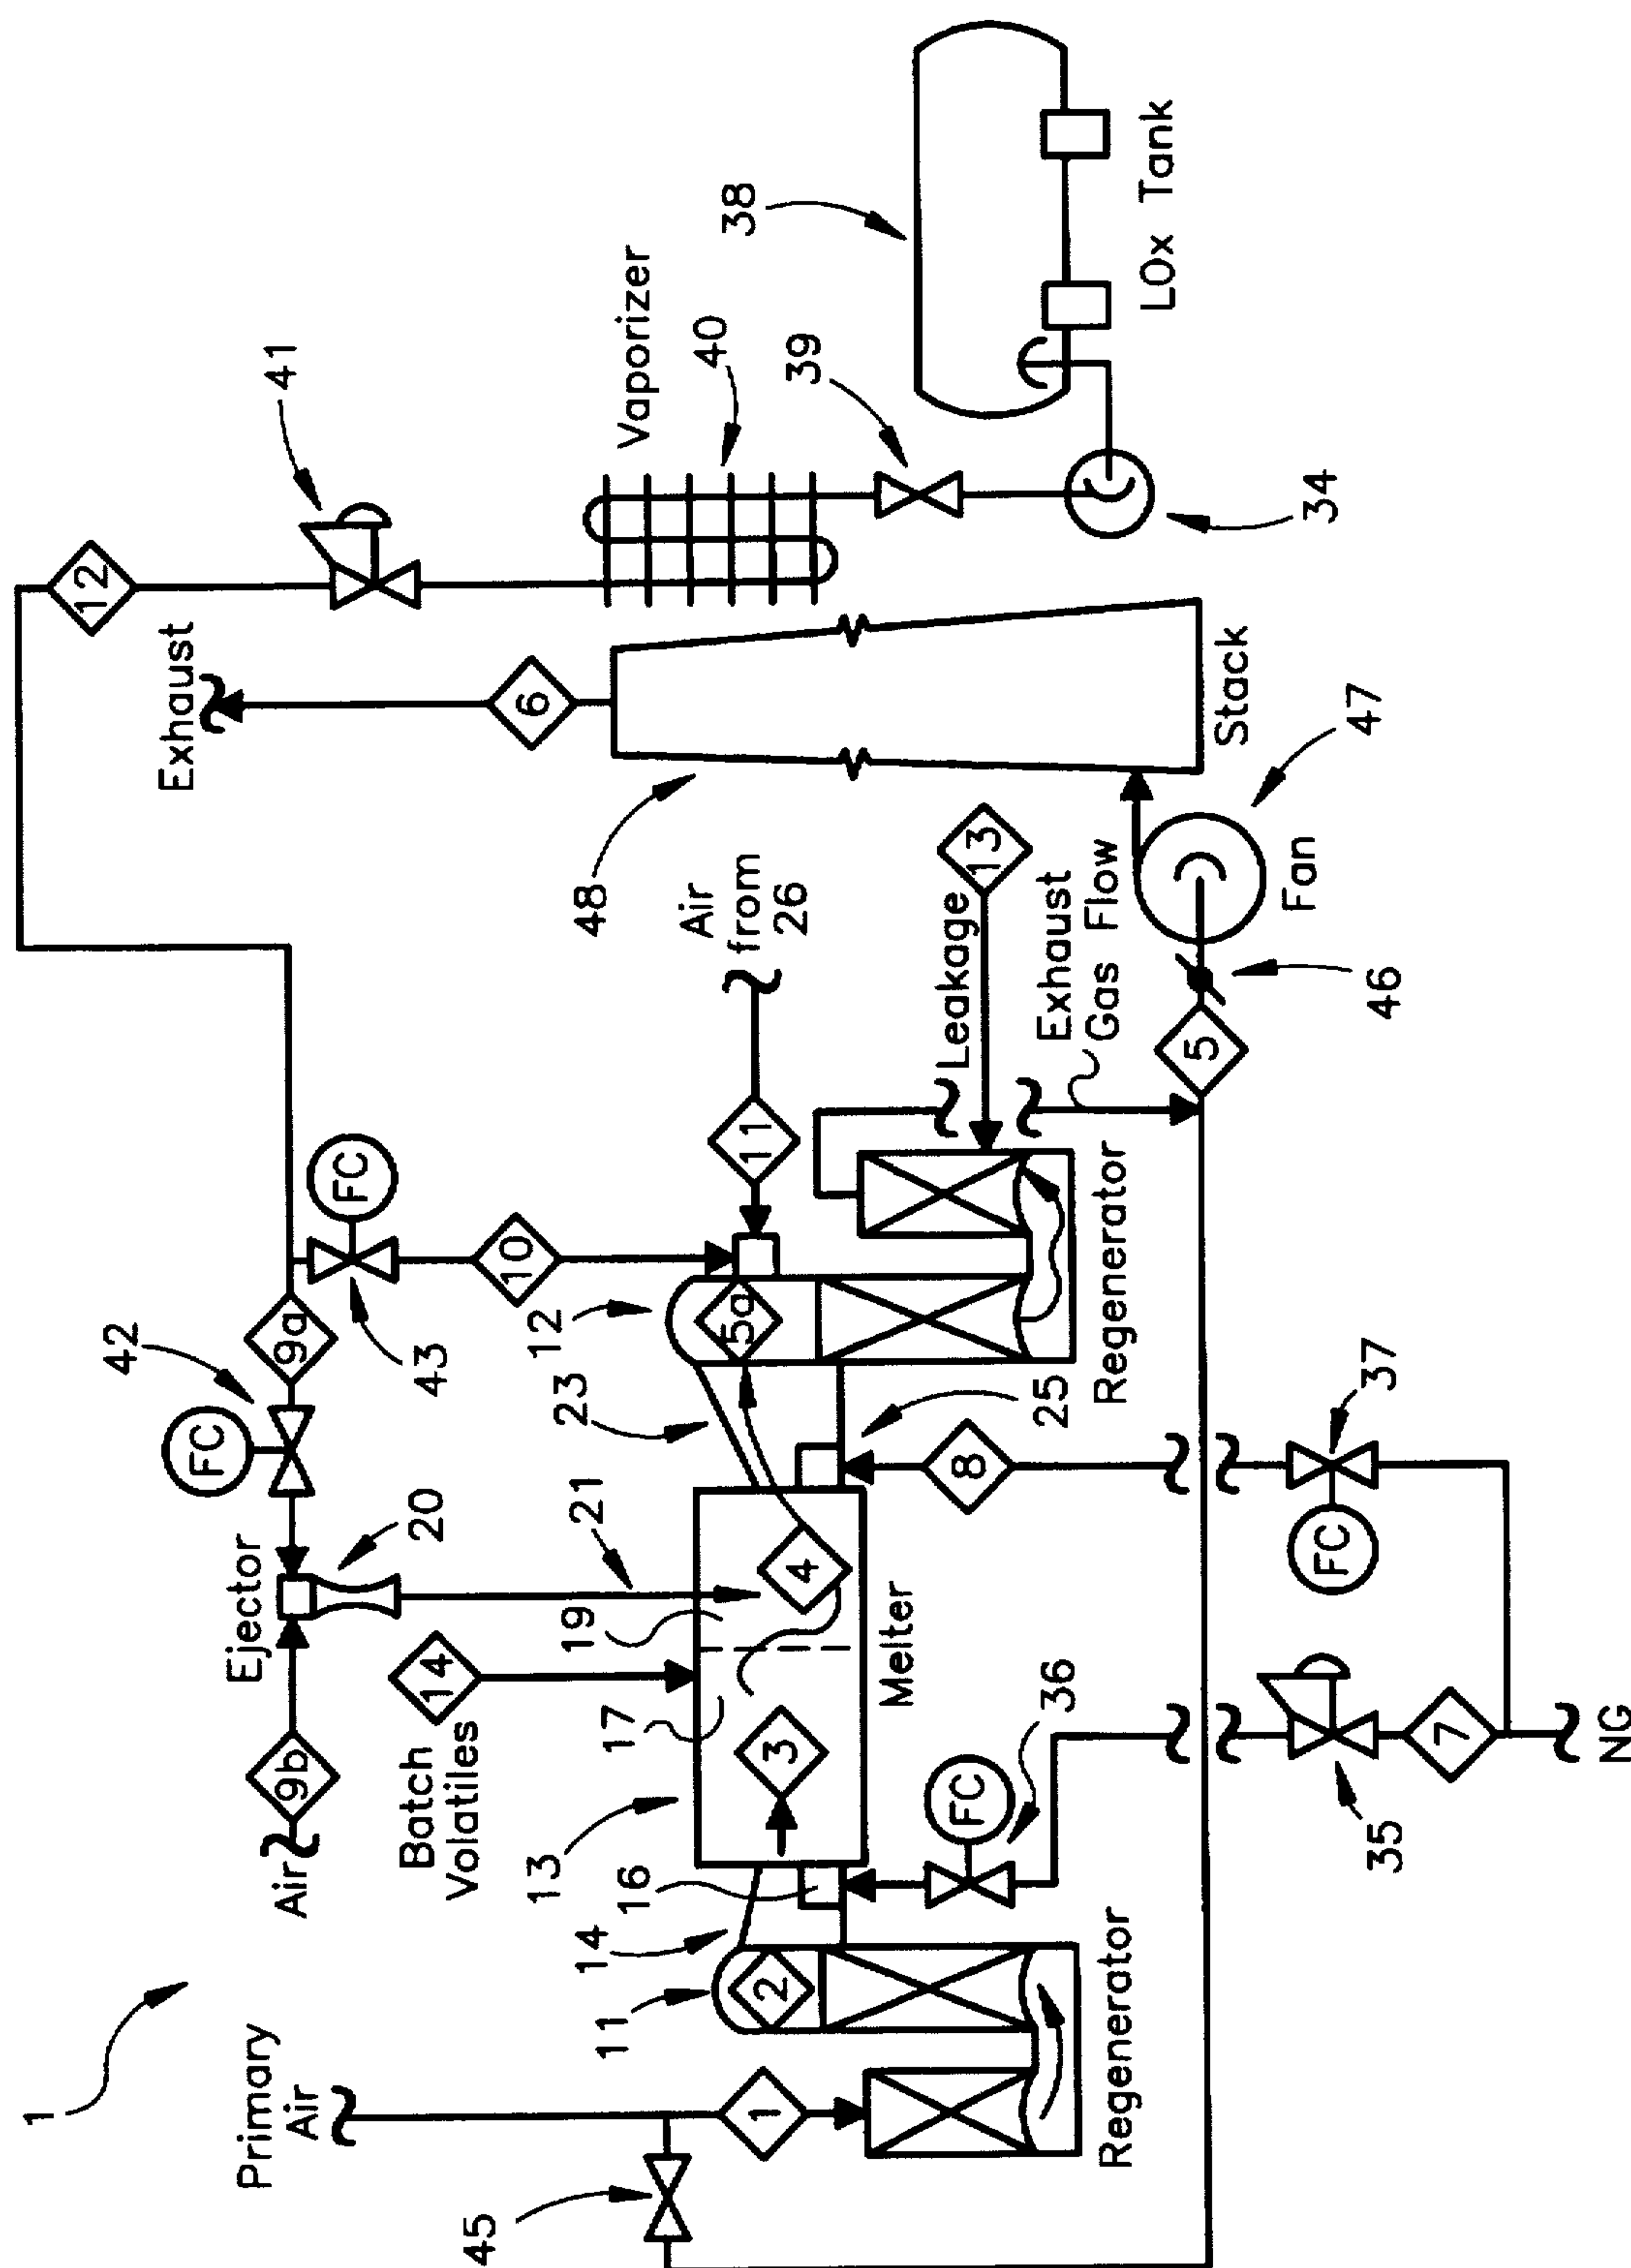 1
Primary
Air
45
1
Regenerator
11
2
14
16
13
3
17
19
Melter
Air
9b
Ejector
20
Batch
Volatiles
14
21
4
FC
42
9a
FC
43
10
12
5a
23
25
Regenerator
11
Air
from
26
8
FC
36
FC
37
7
35
NG
Leakage
13
Exhaust
Gas Flow
5
46
Fan
47
48
Stack
6
Exhaust
12
41
Vaporizer
40
39
34
38
LOx Tank